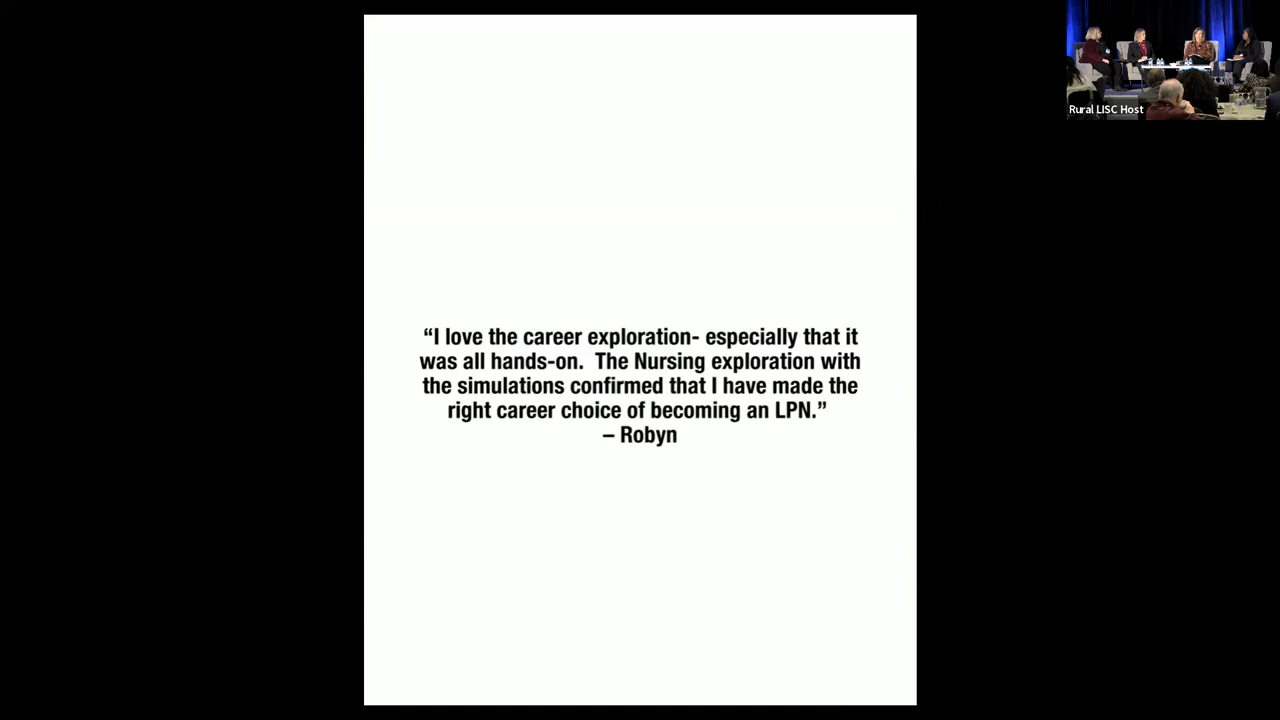 Rural LISC Host
“I love the career exploration- especially that it
was all hands-on.  The Nursing exploration with
the simulations confirmed that I have made the
right career choice of becoming an LPN.”
– Robyn